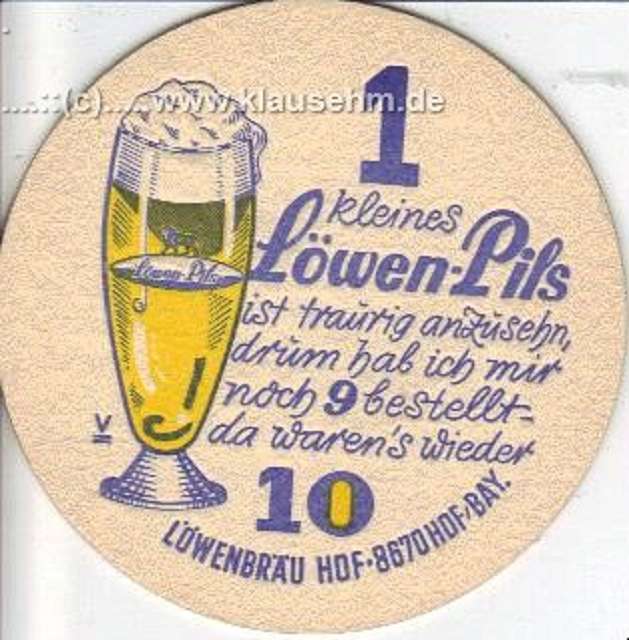 ...::(c)....www.klausehm.de
1
kleines
Löwen-Pils
Löwen-Pils
ist traurig anzusehn,
drum hab ich mir
noch 9 bestellt-
da waren's wieder
V
10
LÖWENBRÄU HOF·8670 HOF/BAY.